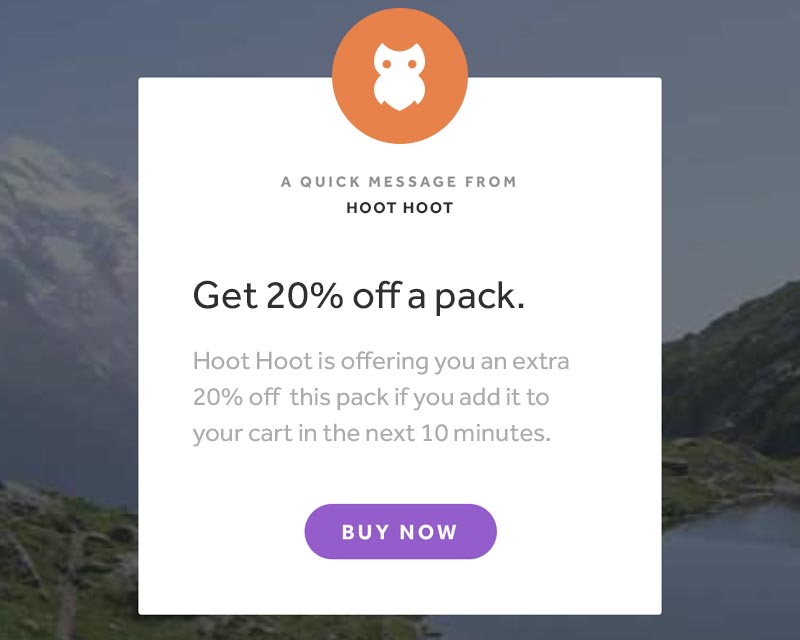 A QUICK MESSAGE FROM
HOOT HOOT
Get 20% off a pack.
Hoot Hoot is offering you an extra
20% off this pack if you add it to
your cart in the next 10 minutes.
BUY NOW